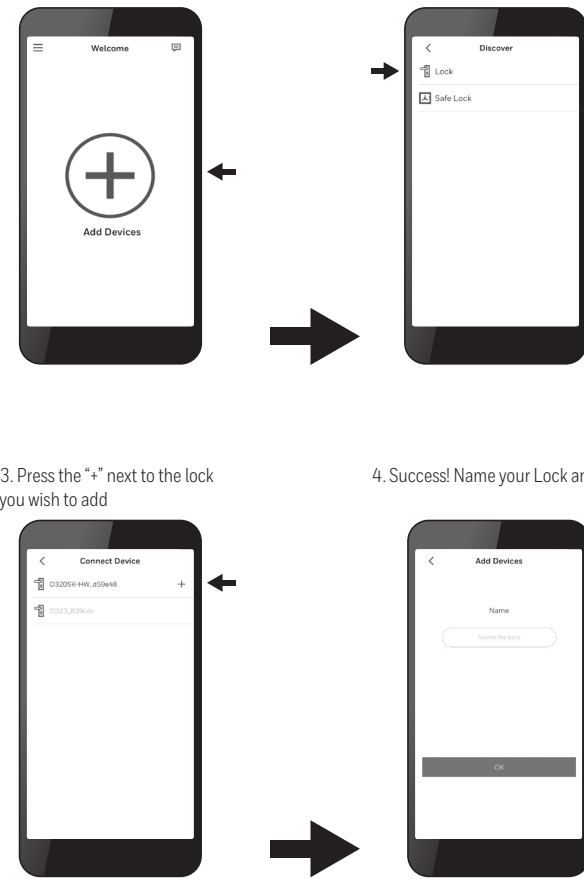 Welcome
Add Devices
Discover
Lock
Safe Lock
3. Press the “+” next to the lock
you wish to add
4. Success! Name your Lock
Connect Device
D320SK-HW_d59e48
+
D323_839cdc
Add Devices
Name
Name the lock
OK